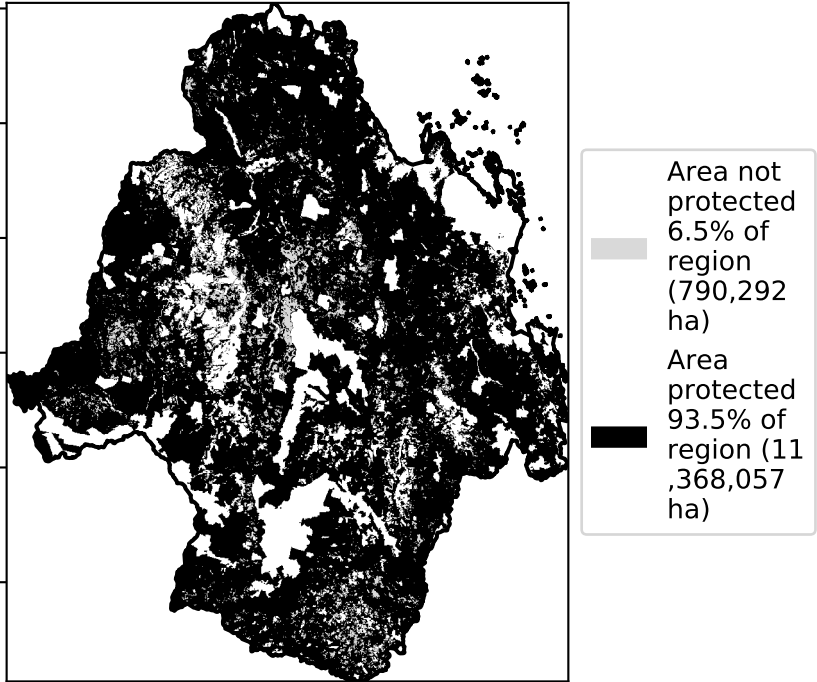 Area not
protected
6.5% of
region
(790,292
ha)
Area
protected
93.5% of
region (11
,368,057
ha)